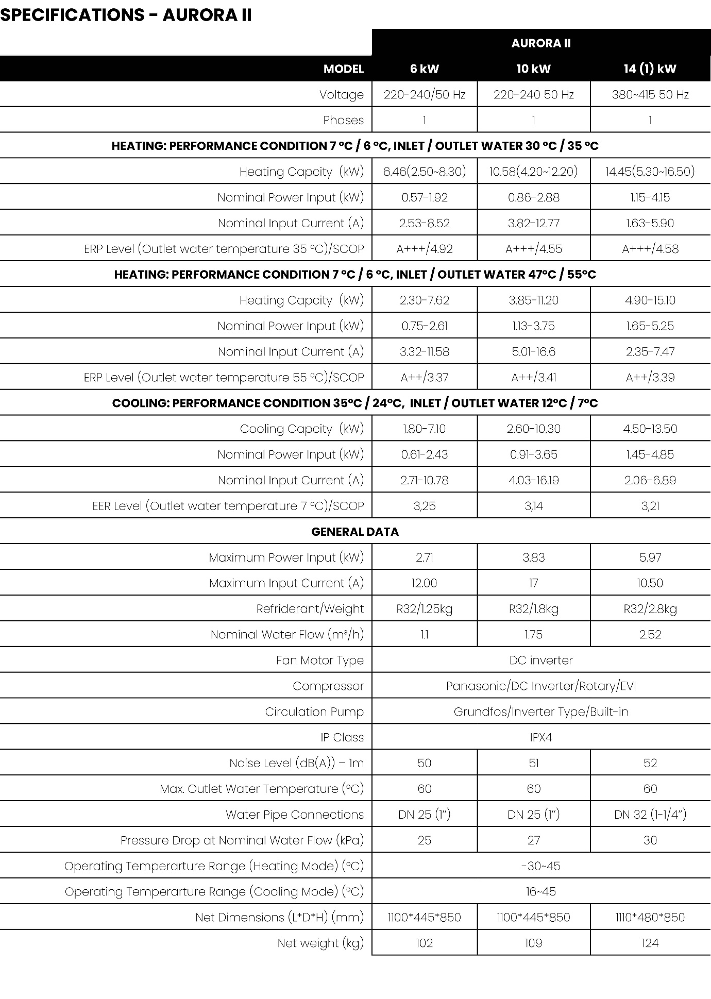 SPECIFICATIONS - AURORA II
AURORA II
MODEL 6 kW 10 kW 14 (1) kW
Voltage 220-240/50 Hz 220-240 50 Hz 380~415 50 Hz
Phases 1 1 1
HEATING: PERFORMANCE CONDITION 7 ºC / 6 ºC, INLET / OUTLET WATER 30 ºC / 35 ºC
Heating Capcity (kW) 6.46(2.50~8.30) 10.58(4.20~12.20) 14.45(5.30~16.50)
Nominal Power Input (kW) 0.57-1.92 0.86-2.88 1.15-4.15
Nominal Input Current (A) 2.53-8.52 3.82-12.77 1.63-5.90
ERP Level (Outlet water temperature 35 ºC)/SCOP A+++/4.92 A+++/4.55 A+++/4.58
HEATING: PERFORMANCE CONDITION 7 ºC / 6 ºC, INLET / OUTLET WATER 47ºC / 55ºC
Heating Capcity (kW) 2.30-7.62 3.85-11.20 4.90-15.10
Nominal Power Input (kW) 0.75-2.61 1.13-3.75 1.65-5.25
Nominal Input Current (A) 3.32-11.58 5.01-16.6 2.35-7.47
ERP Level (Outlet water temperature 55 ºC)/SCOP A++/3.37 A++/3.41 A++/3.39
COOLING: PERFORMANCE CONDITION 35ºC / 24ºC, INLET / OUTLET WATER 12ºC / 7ºC
Cooling Capcity (kW) 1.80-7.10 2.60-10.30 4.50-13.50
Nominal Power Input (kW) 0.61-2.43 0.91-3.65 1.45-4.85
Nominal Input Current (A) 2.71-10.78 4.03-16.19 2.06-6.89
EER Level (Outlet water temperature 7 ºC)/SCOP 3,25 3,14 3,21
GENERAL DATA
Maximum Power Input (kW) 2.71 3.83 5.97
Maximum Input Current (A) 12.00 17 10.50
Refriderant/Weight R32/1.25kg R32/1.8kg R32/2.8kg
Nominal Water Flow (m³/h) 1.1 1.75 2.52
Fan Motor Type DC inverter
Compressor Panasonic/DC Inverter/Rotary/EVI
Circulation Pump Grundfos/Inverter Type/Built-in
IP Class IPX4
Noise Level (dB(A)) – 1m 50 51 52
Max. Outlet Water Temperature (ºC) 60 60 60
Water Pipe Connections DN 25 (1”) DN 25 (1”) DN 32 (1-1/4”)
Pressure Drop at Nominal Water Flow (kPa) 25 27 30
Operating Temperarture Range (Heating Mode) (ºC) -30~45
Operating Temperarture Range (Cooling Mode) (ºC) 16~45
Net Dimensions (L*D*H) (mm) 1100*445*850 1100*445*850 1110*480*850
Net weight (kg) 102 109 124